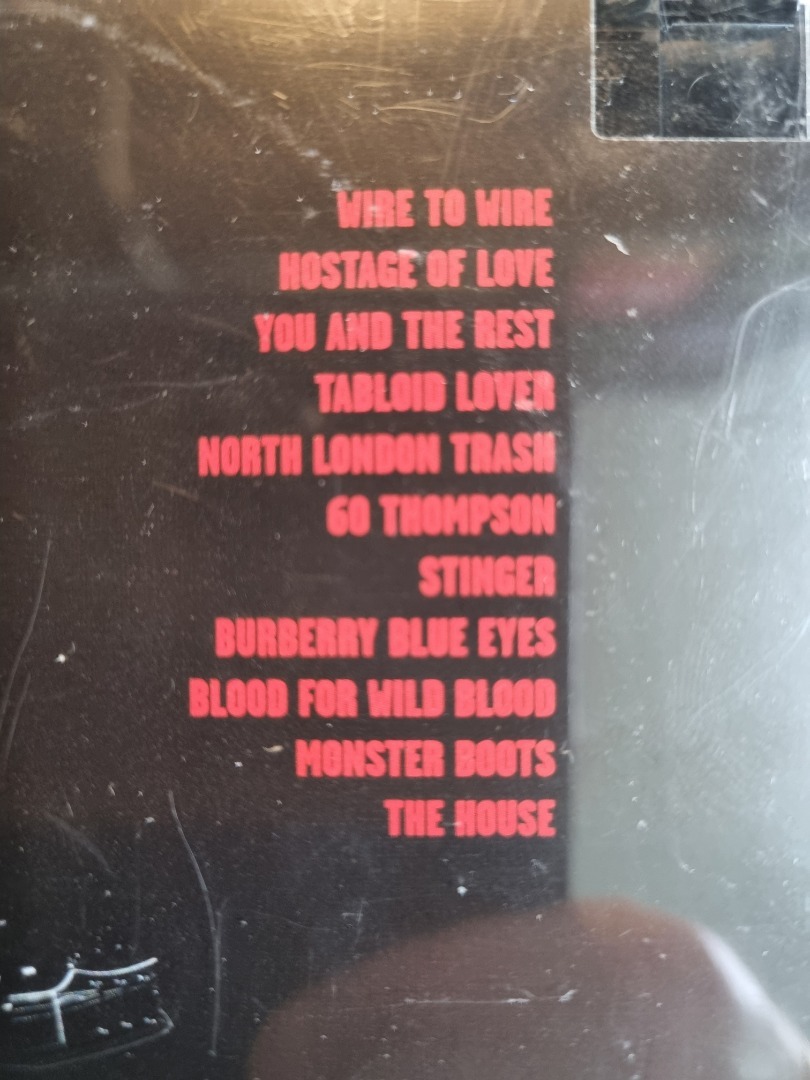 WIRE TO WIRE
HOSTAGE OF LOVE
YOU AND THE REST
TABLOID LOVER
NORTH LONDON TRASH
60 THOMPSON
STINGER
BURBERRY BLUE EYES
BLOOD FOR WILD BLOOD
MONSTER BOOTS
THE HOUSE